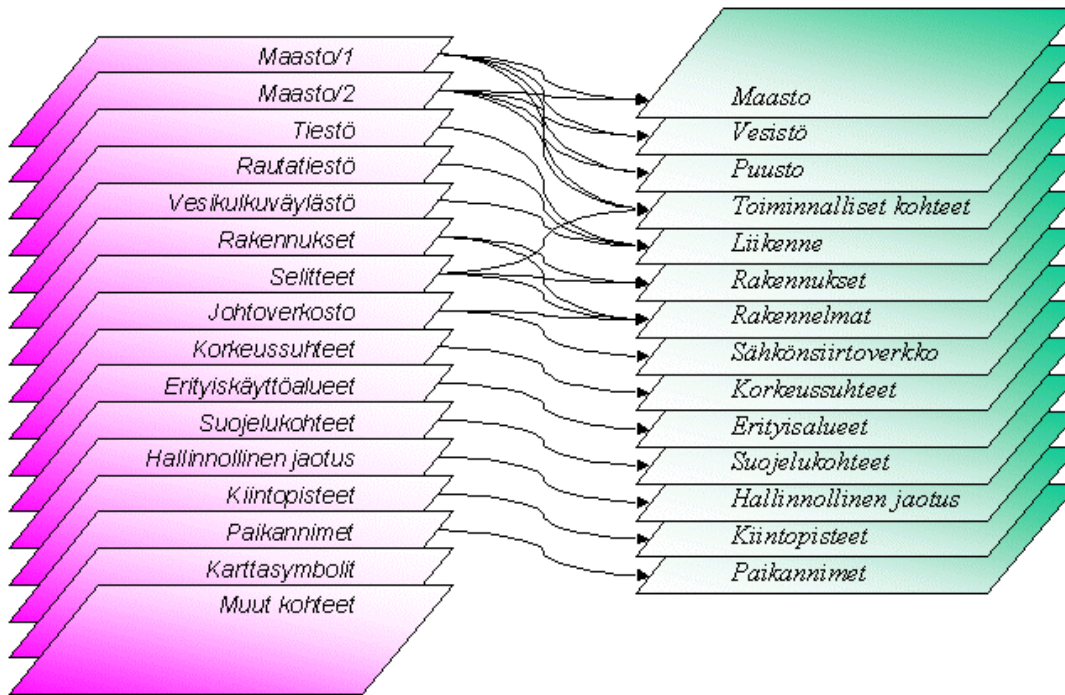 Maasto/1
Maasto/2
Tiestö
Rautatiestö
Vesikulkuväylästö
Rakennukset
Selitteet
Johtoverkosto
Korkeussuhteet
Erityiskäyttöalueet
Suojelukohteet
Hallinnollinen jaotus
Kiintopisteet
Paikannimet
Karttasymbolit
Muut kohteet
Maasto
Vesistö
Puusto
Toiminnalliset kohteet
Liikenne
Rakennukset
Rakennelmat
Sähkönsiirtoverkko
Korkeussuhteet
Erityisalueet
Suojelukohteet
Hallinnollinen jaotus
Kiintopisteet
Paikannimet